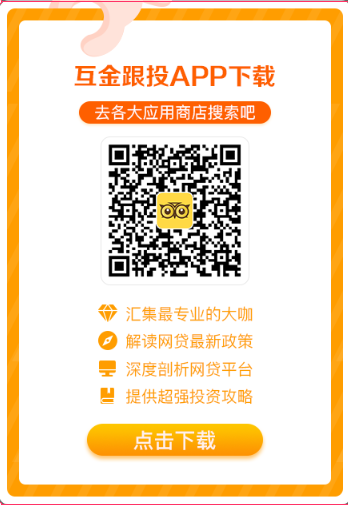 互金跟投APP下载
去各大应用商店搜索吧
汇集最专业的大咖
解读网贷最新政策
深度剖析网贷平台
提供超强投资攻略
点击下载